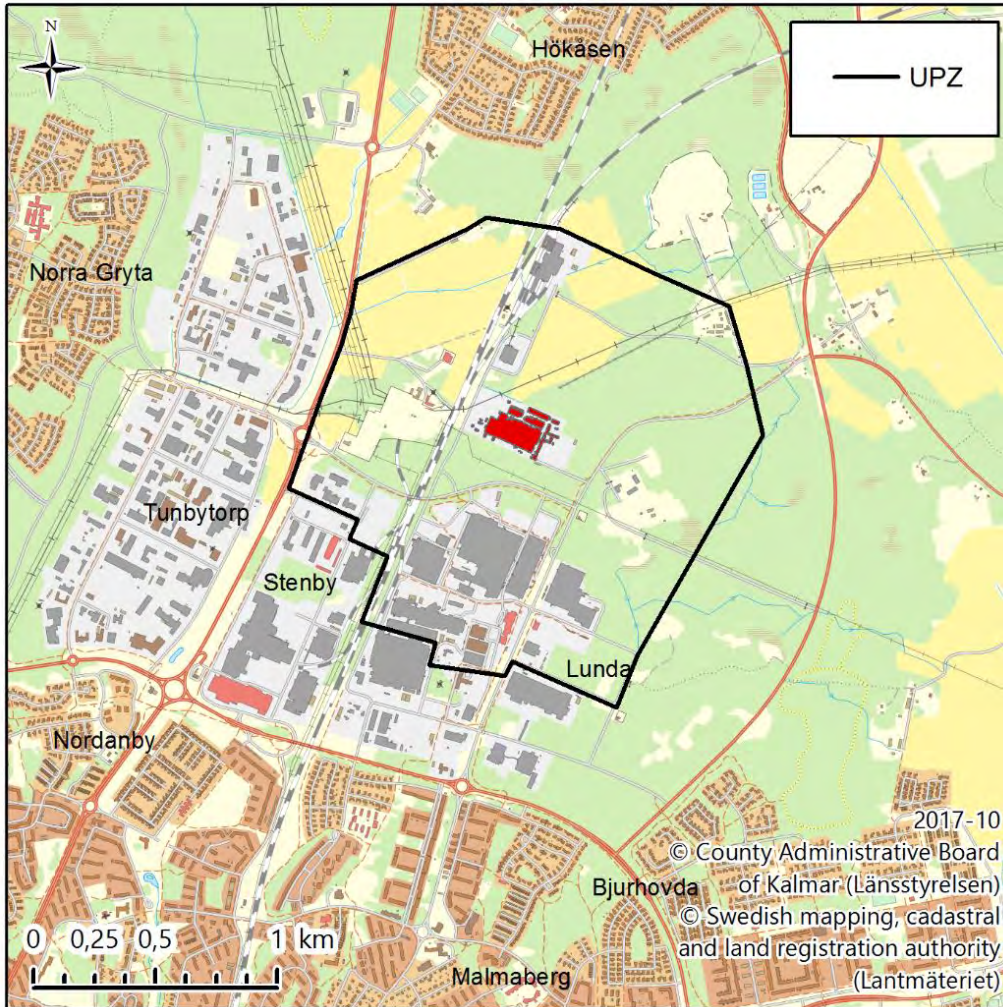 N
Hökåsen
UPZ
Norra Gryta
Tunbytorp
Stenby
Lunda
Nordanby
2017-10
© County Administrative Board
of Kalmar (Länsstyrelsen)
Bjurhovda
© Swedish mapping, cadastral
and land registration authority
(Lantmäteriet)
0 0,25 0,5 1 km
Malmaberg